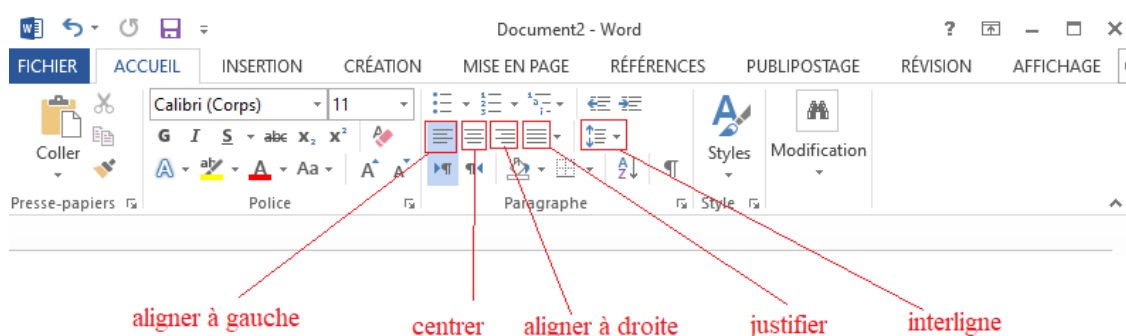 Document2 - Word
FICHIER ACCUEIL INSERTION CRÉATION MISE EN PAGE RÉFÉRENCES PUBLIPOSTAGE RÉVISION AFFICHAGE
Calibri (Corps) 11
G I S abc X₂ X²
Coller
Styles
Modification
A ab A Aa A A
Presse-papiers Police Paragraphe Style
aligner à gauche
centrer
aligner à droite
justifier
interligne